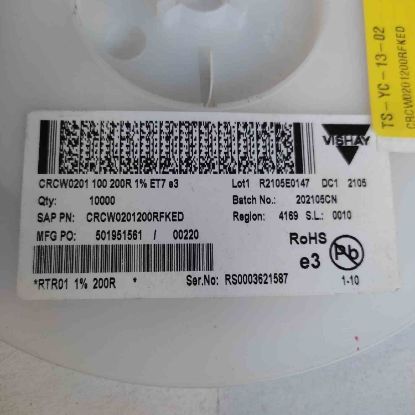 TS-YC-13-02
CRCW0201200RFKED
VISHAY
CRCW0201 100 200R 1% ET7 e3 Lot1 R2105E0147 DC1 2105
Qty: 10000 Batch No.: 202105CN
SAP PN: CRCW0201200RFKED Region: 4169 S.L.: 0010
MFG PO: 501951561 / 00220
RoHS
e3 Pb
*RTR01 1% 200R * Ser.No: RS0003621587 1-10